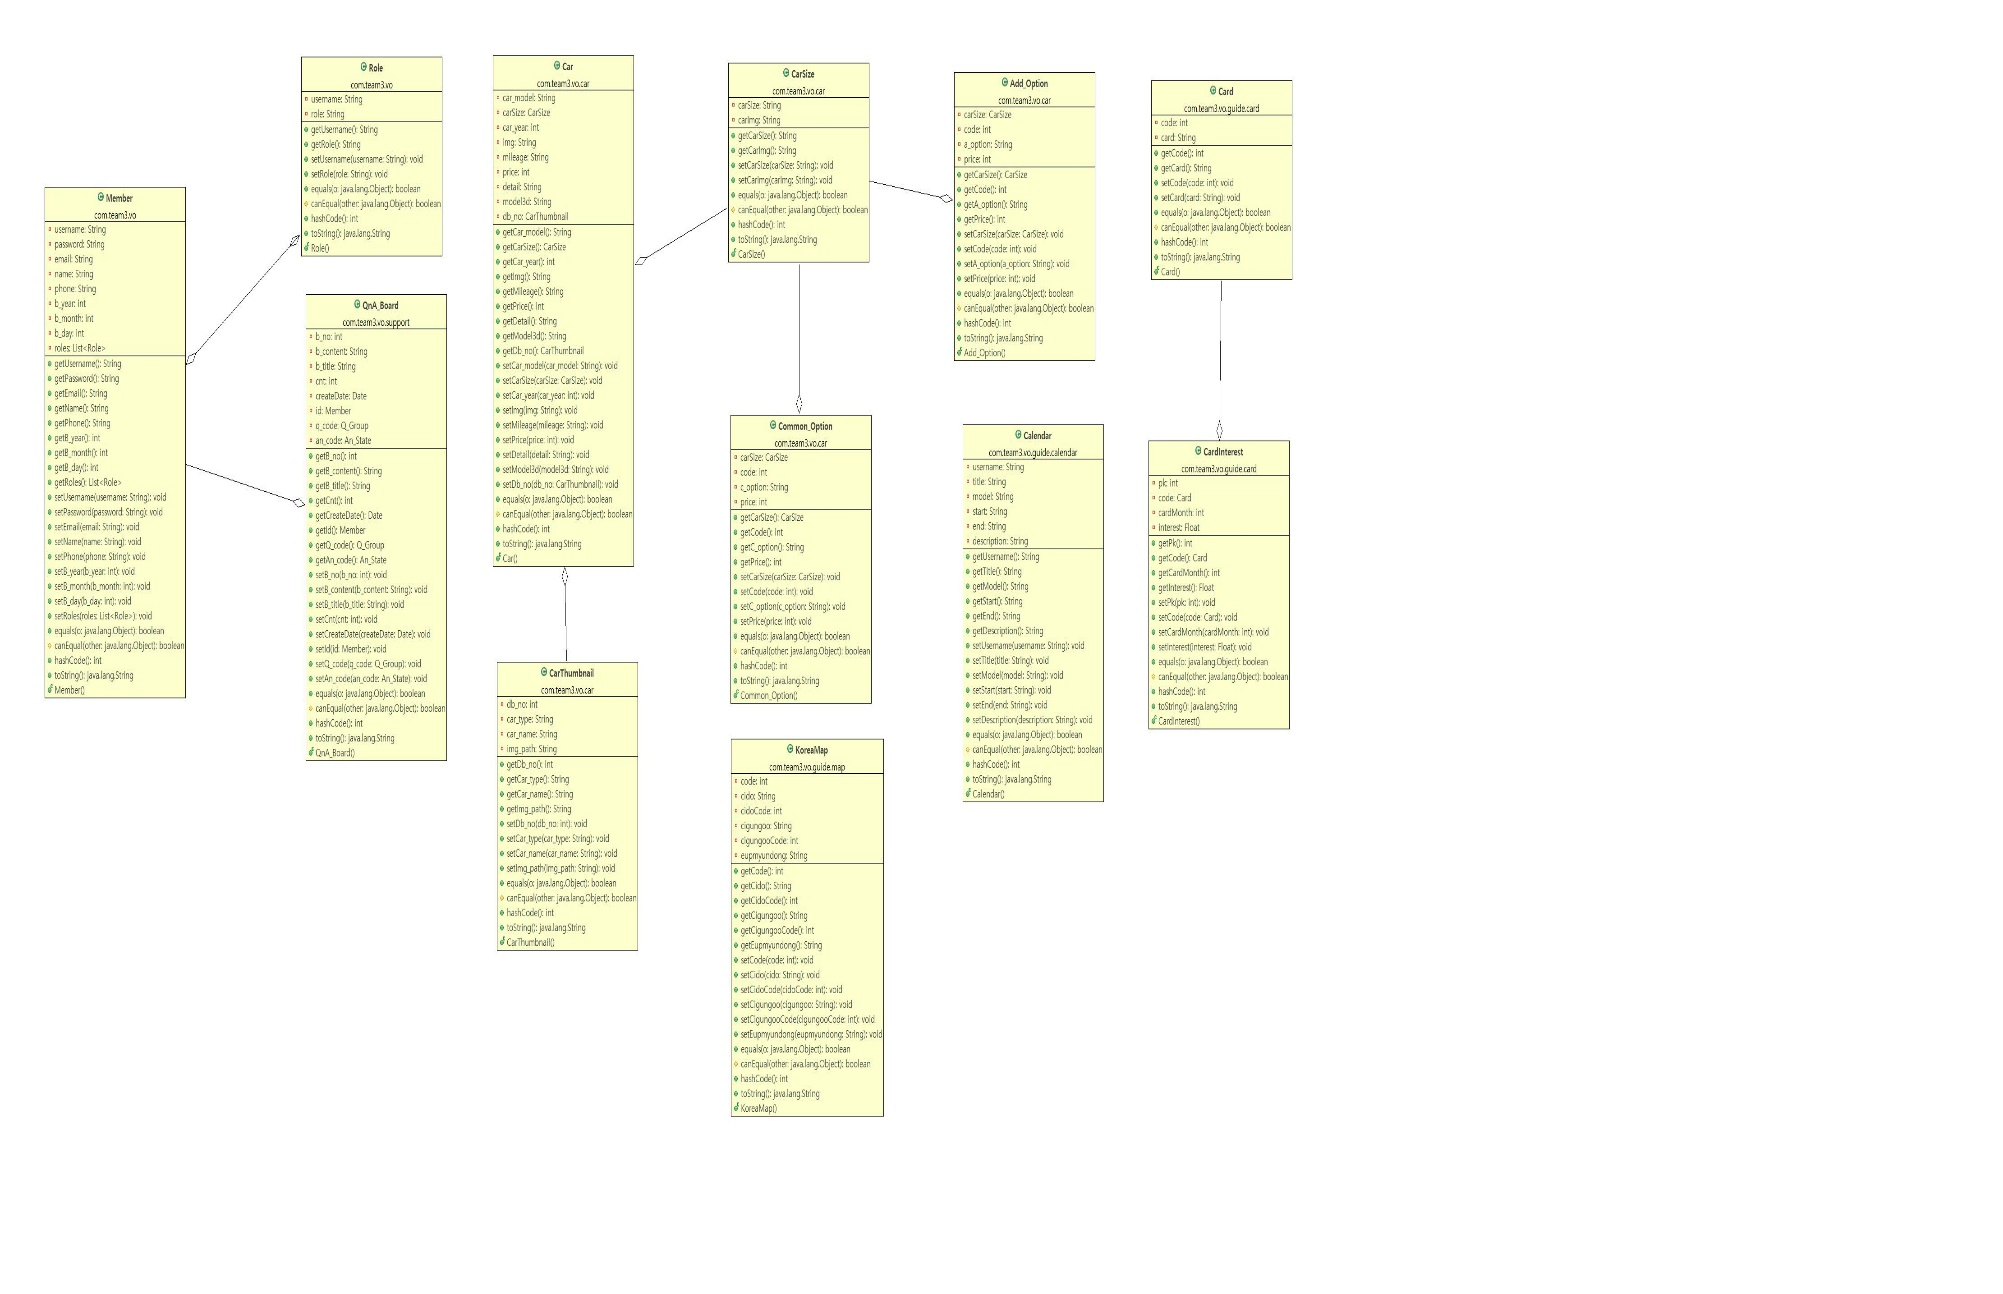 Member
com.team3.vo
username: String
password: String
email: String
name: String
phone: String
b_year: int
b_month: int
b_day: int
roles: List<Role>
getUsername(): String
getPassword(): String
getEmail(): String
getName(): String
getPhone(): String
getB_year(): int
getB_month(): int
getB_day(): int
getRoles(): List<Role>
setUsername(username: String): void
setPassword(password: String): void
setEmail(email: String): void
setName(name: String): void
setPhone(phone: String): void
setB_year(b_year: int): void
setB_month(b_month: int): void
setB_day(b_day: int): void
setRoles(roles: List<Role>): void
equals(o: java.lang.Object): boolean
canEqual(other: java.lang.Object): boolean
hashCode(): int
toString(): java.lang.String
Member()
Role
com.team3.vo
username: String
role: String
getUsername(): String
getRole(): String
setUsername(username: String): void
setRole(role: String): void
equals(o: java.lang.Object): boolean
canEqual(other: java.lang.Object): boolean
hashCode(): int
toString(): java.lang.String
Role()
QnA_Board
com.team3.vo.support
b_no: int
b_content: String
b_title: String
cnt: int
createDate: Date
id: Member
q_code: Q_Group
an_code: An_State
getB_no(): int
getB_content(): String
getB_title(): String
getCnt(): int
getCreateDate(): Date
getId(): Member
getQ_code(): Q_Group
getAn_code(): An_State
setB_no(b_no: int): void
setB_content(b_content: String): void
setB_title(b_title: String): void
setCnt(cnt: int): void
setCreateDate(createDate: Date): void
setId(id: Member): void
setQ_code(q_code: Q_Group): void
setAn_code(an_code: An_State): void
equals(o: java.lang.Object): boolean
canEqual(other: java.lang.Object): boolean
hashCode(): int
toString(): java.lang.String
QnA_Board()
Car
com.team3.vo.car
car_model: String
carSize: CarSize
car_year: int
img: String
mileage: String
price: int
detail: String
model3d: String
db_no: CarThumbnail
getCar_model(): String
getCarSize(): CarSize
getCar_year(): int
getImg(): String
getMileage(): String
getPrice(): int
getDetail(): String
getModel3d(): String
getDb_no(): CarThumbnail
setCar_model(car_model: String): void
setCarSize(carSize: CarSize): void
setCar_year(car_year: int): void
setImg(img: String): void
setMileage(mileage: String): void
setPrice(price: int): void
setDetail(detail: String): void
setModel3d(model3d: String): void
setDb_no(db_no: CarThumbnail): void
equals(o: java.lang.Object): boolean
canEqual(other: java.lang.Object): boolean
hashCode(): int
toString(): java.lang.String
Car()
CarThumbnail
com.team3.vo.car
db_no: int
car_type: String
car_name: String
img_path: String
getDb_no(): int
getCar_type(): String
getCar_name(): String
getImg_path(): String
setDb_no(db_no: int): void
setCar_type(car_type: String): void
setCar_name(car_name: String): void
setImg_path(img_path: String): void
equals(o: java.lang.Object): boolean
canEqual(other: java.lang.Object): boolean
hashCode(): int
toString(): java.lang.String
CarThumbnail()
CarSize
com.team3.vo.car
carSize: String
carImg: String
getCarSize(): String
getCarImg(): String
setCarSize(carSize: String): void
setCarImg(carImg: String): void
equals(o: java.lang.Object): boolean
canEqual(other: java.lang.Object): boolean
hashCode(): int
toString(): java.lang.String
CarSize()
Common_Option
com.team3.vo.car
carSize: CarSize
code: int
c_option: String
price: int
getCarSize(): CarSize
getCode(): int
getC_option(): String
getPrice(): int
setCarSize(carSize: CarSize): void
setCode(code: int): void
setC_option(c_option: String): void
setPrice(price: int): void
equals(o: java.lang.Object): boolean
canEqual(other: java.lang.Object): boolean
hashCode(): int
toString(): java.lang.String
Common_Option()
KoreaMap
com.team3.vo.guide.map
code: int
cido: String
cidoCode: int
cigungoo: String
cigungooCode: int
eupmyundong: String
getCode(): int
getCido(): String
getCidoCode(): int
getCigungoo(): String
getCigungooCode(): int
getEupmyundong(): String
setCode(code: int): void
setCido(cido: String): void
setCidoCode(cidoCode: int): void
setCigungoo(cigungoo: String): void
setCigungooCode(cigungooCode: int): void
setEupmyundong(eupmyundong: String): void
equals(o: java.lang.Object): boolean
canEqual(other: java.lang.Object): boolean
hashCode(): int
toString(): java.lang.String
KoreaMap()
Add_Option
com.team3.vo.car
carSize: CarSize
code: int
a_option: String
price: int
getCarSize(): CarSize
getCode(): int
getA_option(): String
getPrice(): int
setCarSize(carSize: CarSize): void
setCode(code: int): void
setA_option(a_option: String): void
setPrice(price: int): void
equals(o: java.lang.Object): boolean
canEqual(other: java.lang.Object): boolean
hashCode(): int
toString(): java.lang.String
Add_Option()
Calendar
com.team3.vo.guide.calendar
username: String
title: String
model: String
start: String
end: String
description: String
getUsername(): String
getTitle(): String
getModel(): String
getStart(): String
getEnd(): String
getDescription(): String
setUsername(username: String): void
setTitle(title: String): void
setModel(model: String): void
setStart(start: String): void
setEnd(end: String): void
setDescription(description: String): void
equals(o: java.lang.Object): boolean
canEqual(other: java.lang.Object): boolean
hashCode(): int
toString(): java.lang.String
Calendar()
Card
com.team3.vo.guide.card
code: int
card: String
getCode(): int
getCard(): String
setCode(code: int): void
setCard(card: String): void
equals(o: java.lang.Object): boolean
canEqual(other: java.lang.Object): boolean
hashCode(): int
toString(): java.lang.String
Card()
CardInterest
com.team3.vo.guide.card
pk: int
code: Card
cardMonth: int
interest: Float
getPk(): int
getCode(): Card
getCardMonth(): int
getInterest(): Float
setPk(pk: int): void
setCode(code: Card): void
setCardMonth(cardMonth: int): void
setInterest(interest: Float): void
equals(o: java.lang.Object): boolean
canEqual(other: java.lang.Object): boolean
hashCode(): int
toString(): java.lang.String
CardInterest()